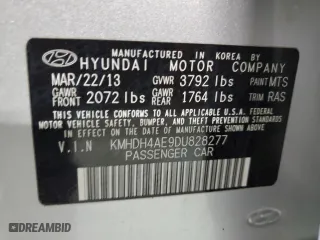 MANUFACTURED IN KOREA BY
HYUNDAI MOTOR COMPANY
MAR/22/13 GVWR 3792 lbs PAINT MTS
GAWR FRONT 2072 lbs GAWR REAR 1764 lbs TRIM RAS
THIS VEHICLE CONFORMS TO ALL APPLICABLE FEDERAL
MOTOR VEHICLE SAFETY, BUMPER, AND THEFT PREVENTION
STANDARDS IN EFFECT ON THE DATE OF MANUFACTURE
SHOWN ABOVE.
V.I.N KMHDH4AE9DU828277
PASSENGER CAR
AUTOBIDMASTER